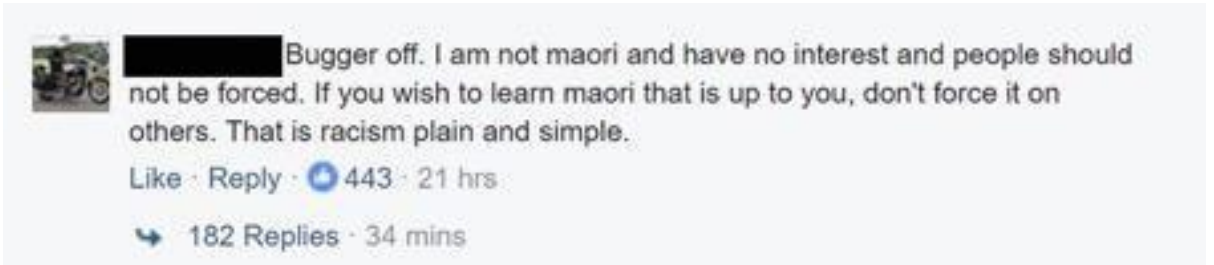 Bugger off. I am not maori and have no interest and people should
not be forced. If you wish to learn maori that is up to you, don't force it on
others. That is racism plain and simple.
Like · Reply · 443 · 21 hrs
182 Replies · 34 mins